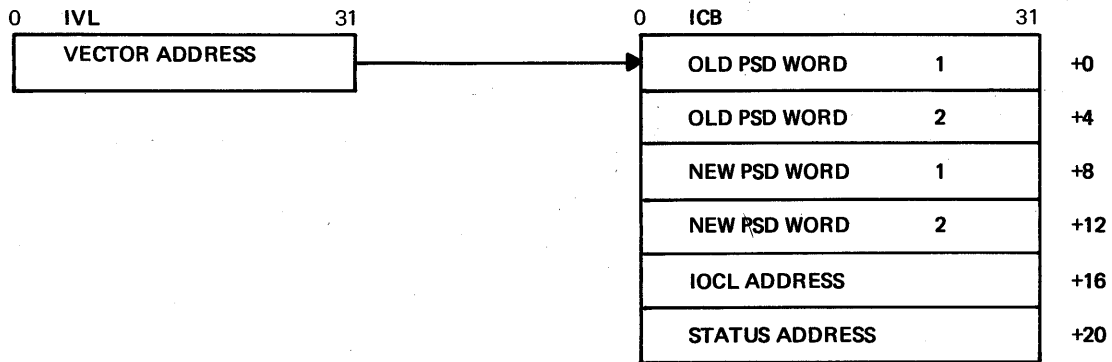 0 IVL 31 0 ICB 31
VECTOR ADDRESS OLD PSD WORD 1 +0
OLD PSD WORD 2 +4
NEW PSD WORD 1 +8
NEW PSD WORD 2 +12
IOCL ADDRESS +16
STATUS ADDRESS +20